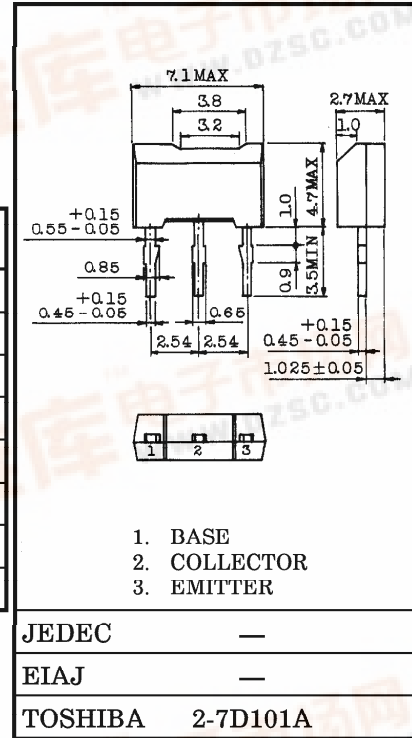 7.1MAX
3.8
3.2
2.7MAX
1.0
4.7MAX
1.0
3.5MIN
0.9
+0.15
0.55-0.05
0.85
+0.15
0.45-0.05
0.65
2.54 2.54
+0.15
0.45-0.05
1.025±0.05
1 2 3
1. BASE
2. COLLECTOR
3. EMITTER
JEDEC —
EIAJ —
TOSHIBA 2-7D101A
WWW.DZSC.COM